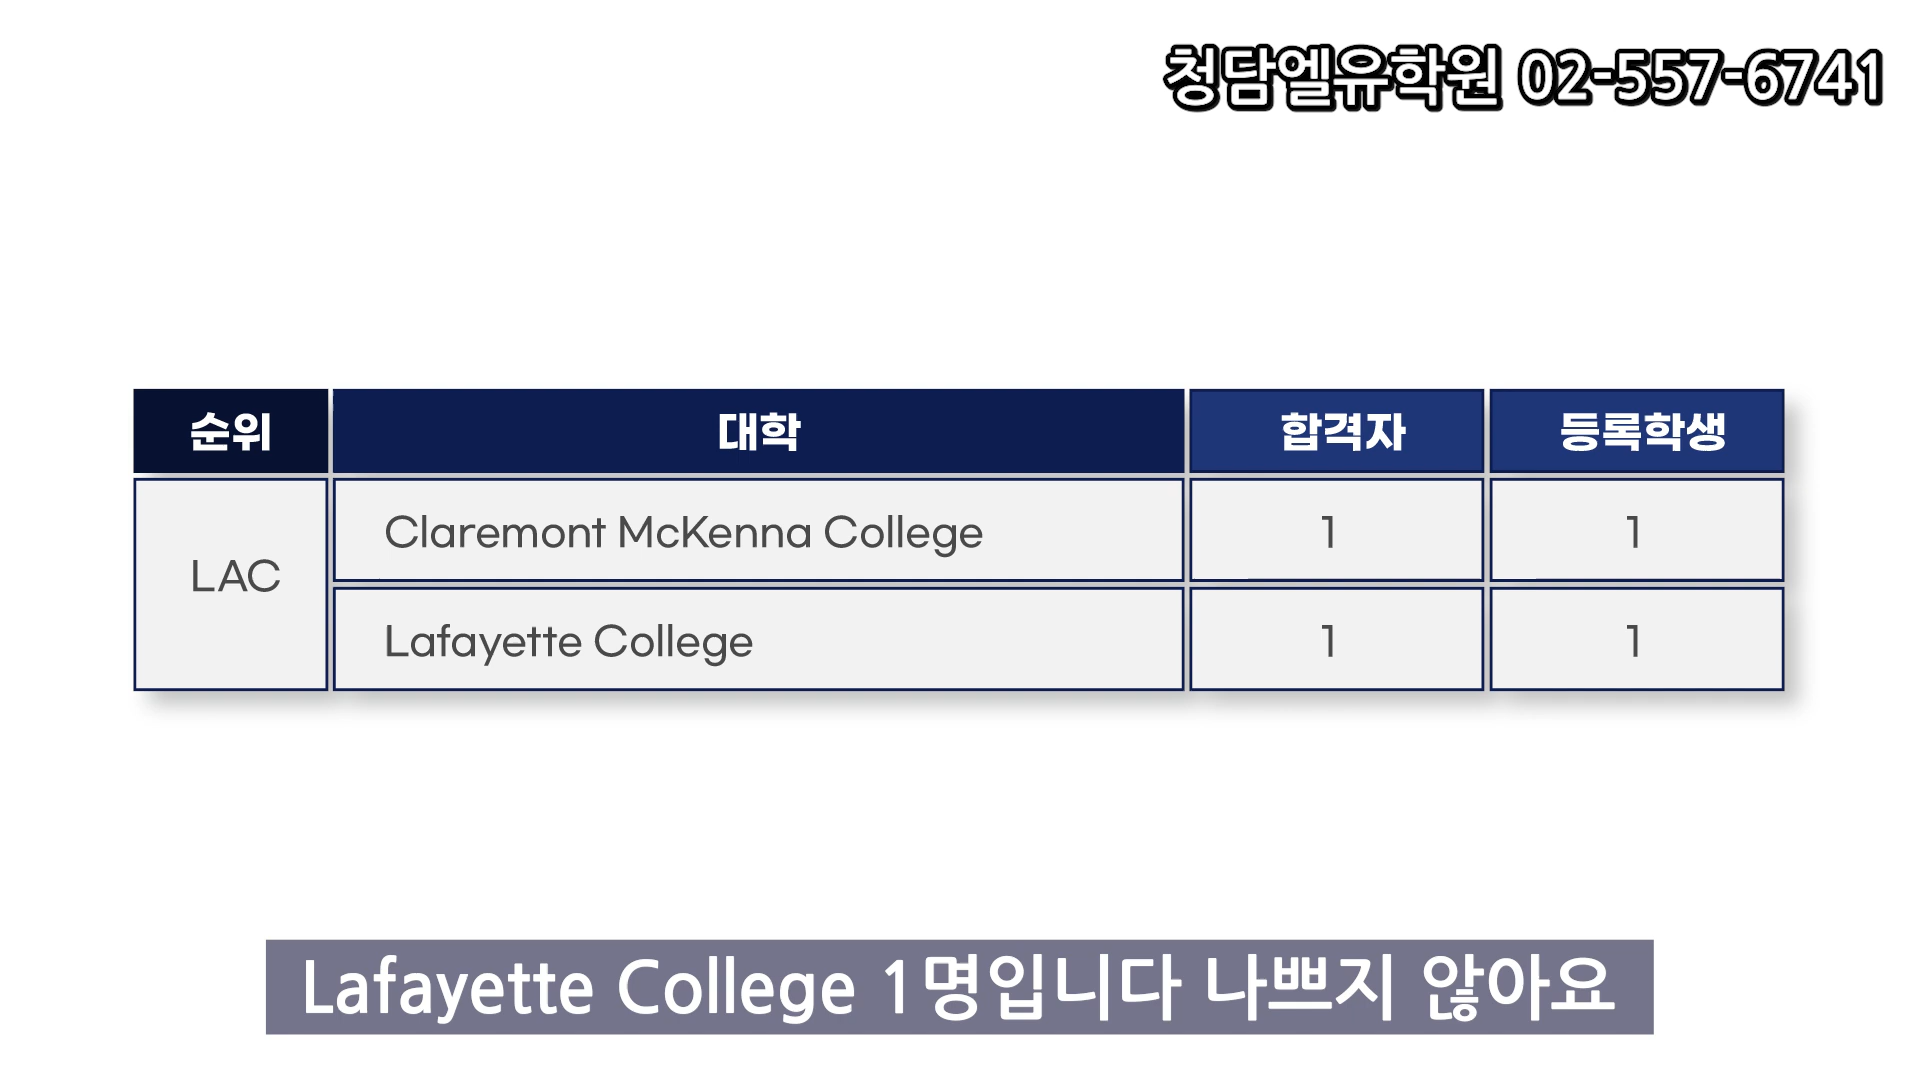 청담엘유학원 02-557-6741
순위 대학 합격자 등록학생
LAC
Claremont McKenna College 1 1
Lafayette College 1 1
Lafayette College 1명입니다 나쁘지 않아요